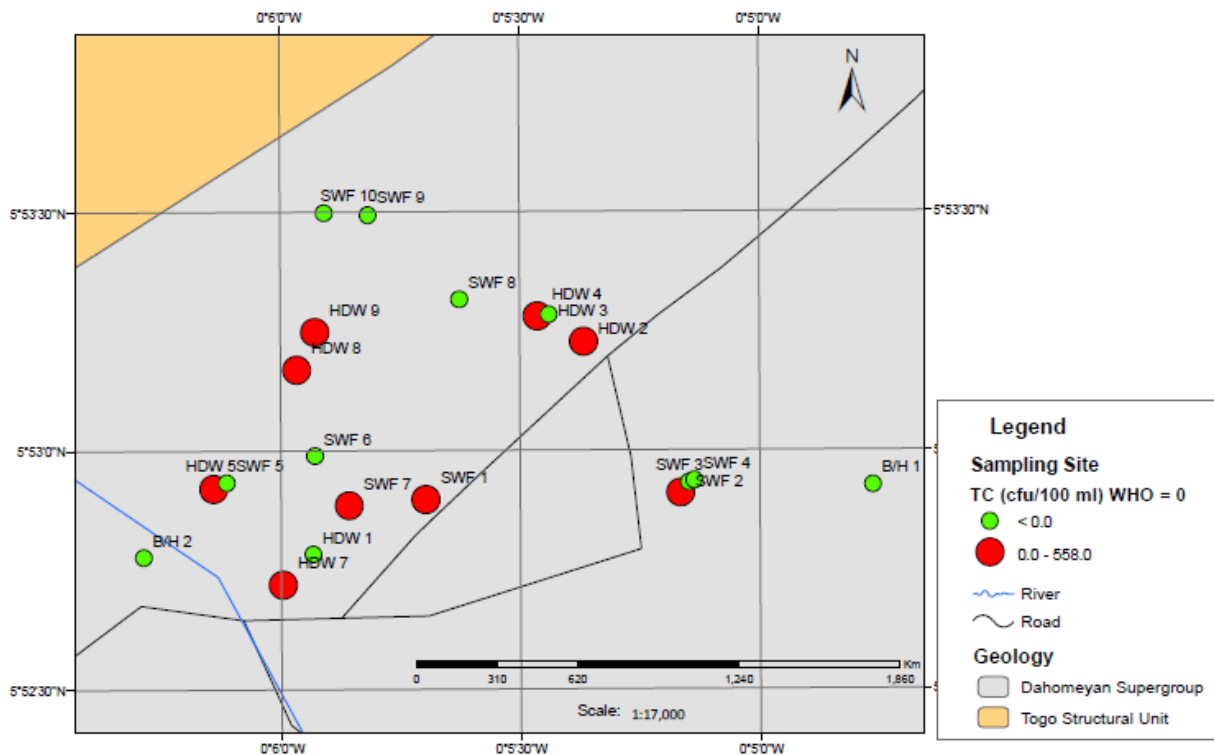 0°6'0"W 0°5'30"W 0°5'0"W
N
SWF 10 SWF 9
5°53'30"N 5°53'30"N
SWF 8
HDW 4
HDW 9 HDW 3
HDW 2
HDW 8
SWF 6
5°53'0"N
HDW 5 SWF 5 SWF 3 SWF 4 B/H 1
SWF 7 SWF 1 SWF 2
B/H 2 HDW 1
HDW 7
5°52'30"N
Km
0 310 620 1,240 1,860
Scale: 1:17,000
0°6'0"W 0°5'30"W 0°5'0"W
Legend
Sampling Site
TC (cfu/100 ml) WHO = 0
< 0.0
0.0 - 558.0
River
Road
Geology
Dahomeyan Supergroup
Togo Structural Unit